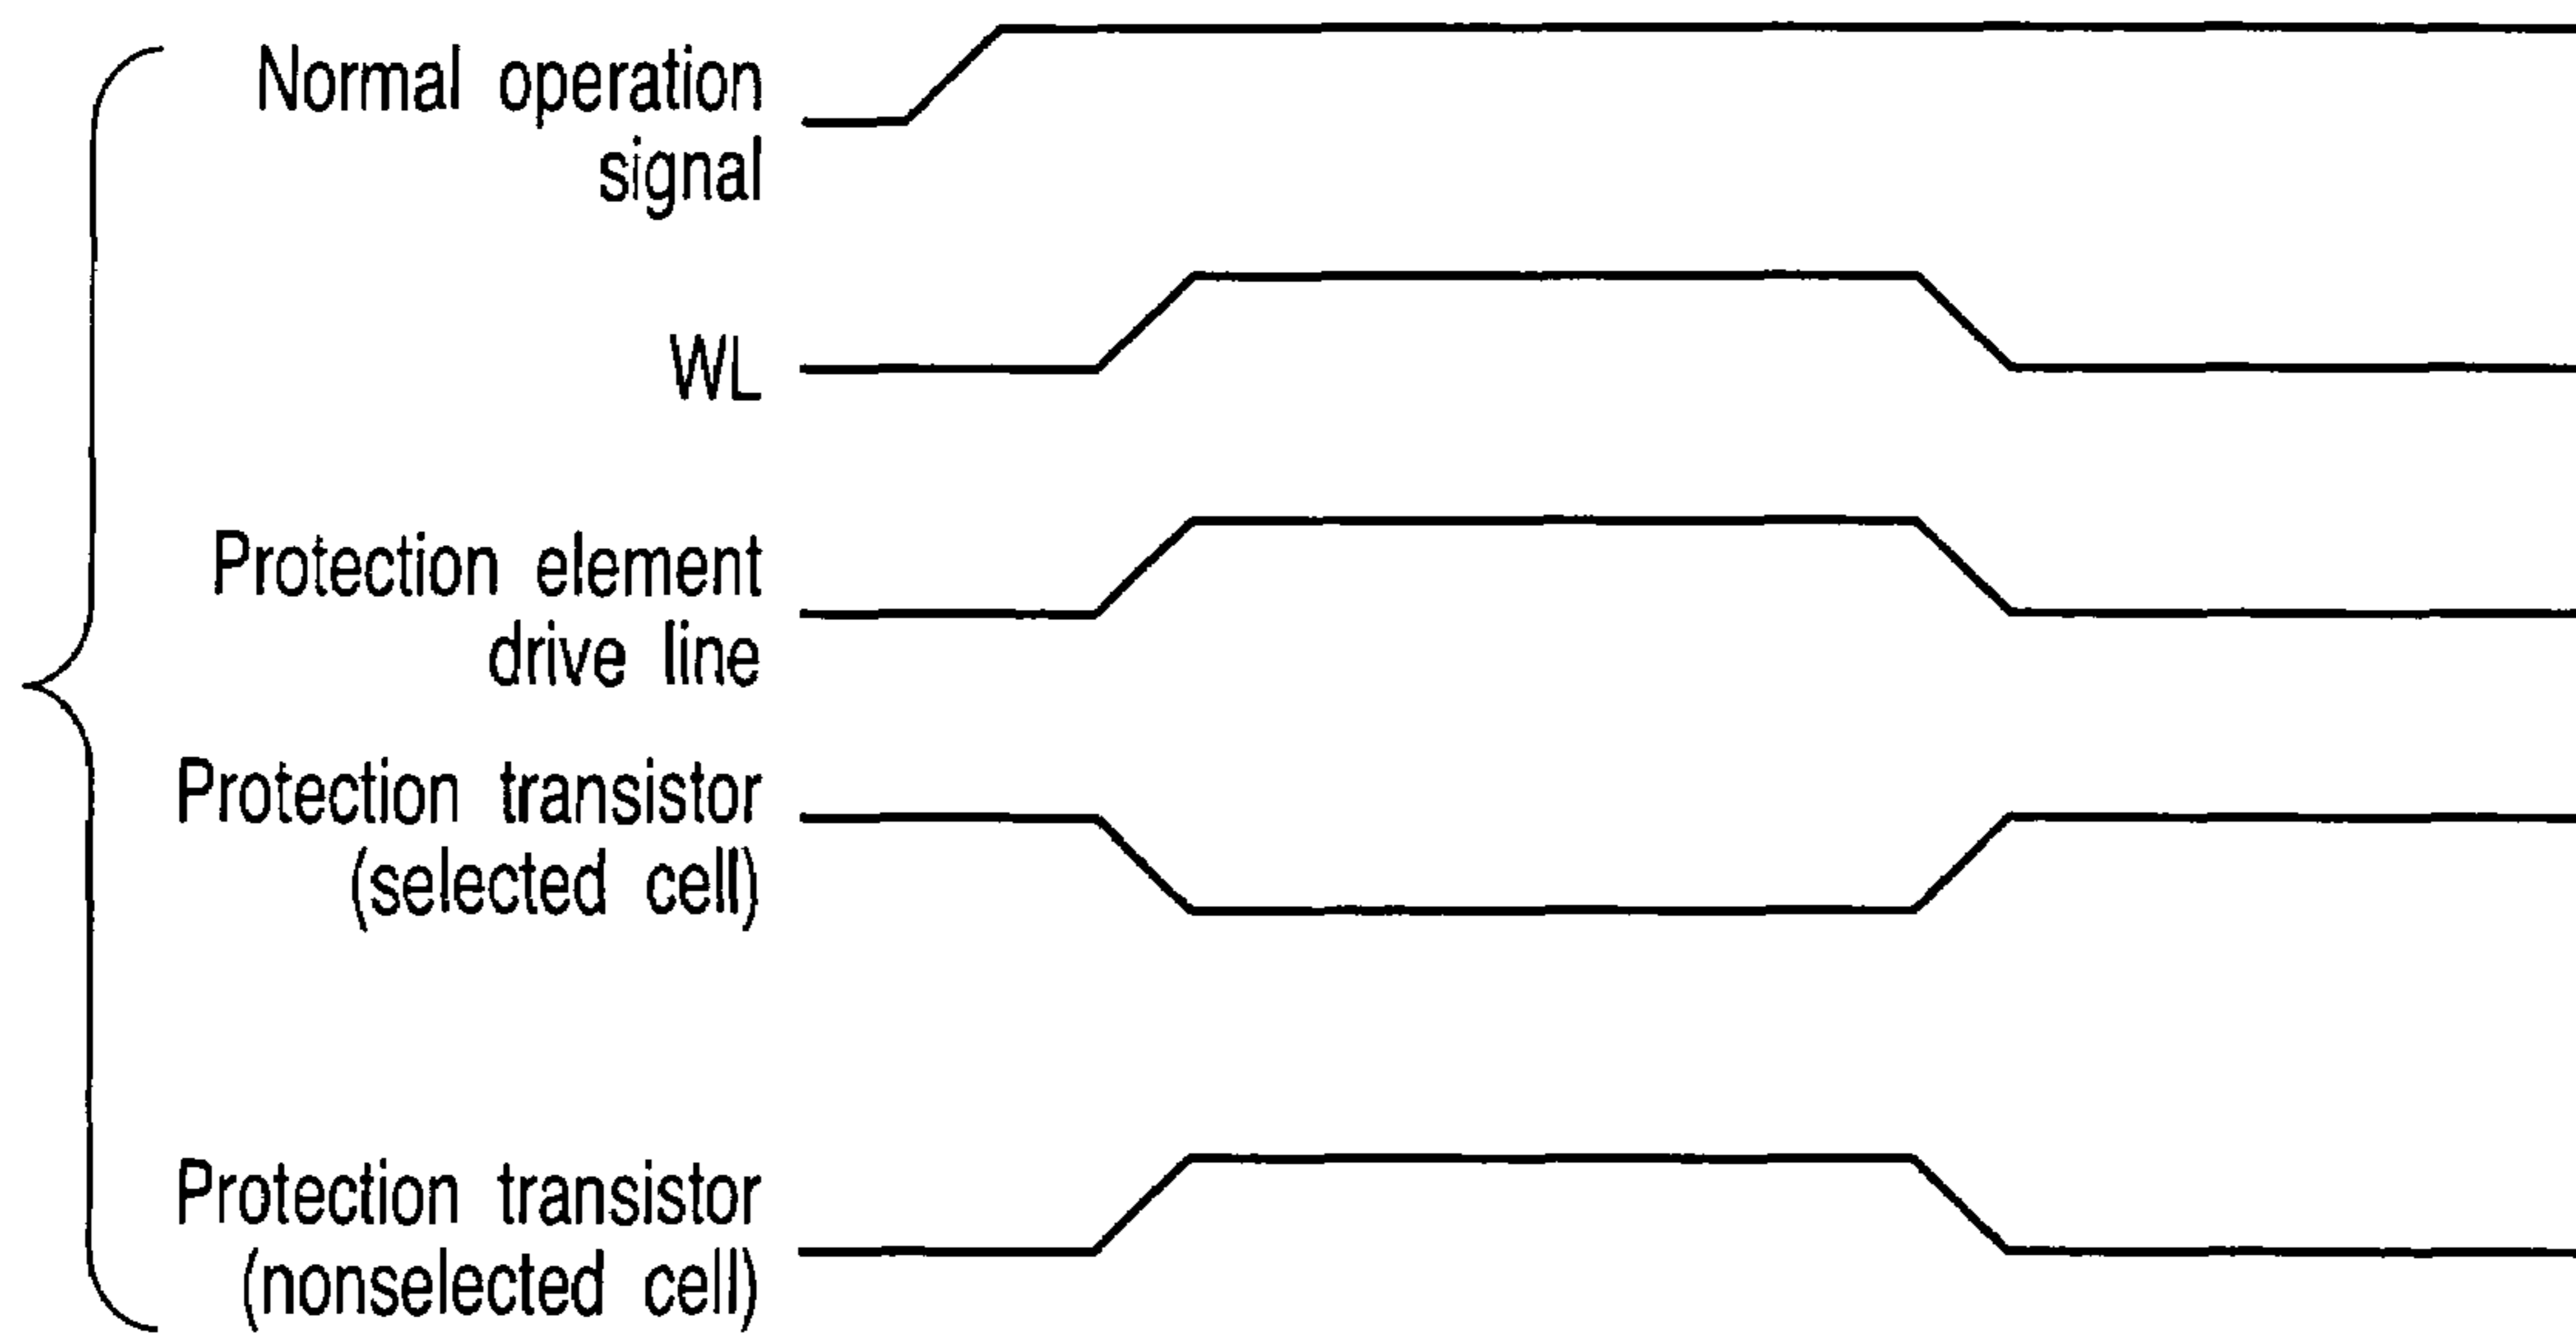 Normal operation
signal
WL
Protection element
drive line
Protection transistor
(selected cell)
Protection transistor
(nonselected cell)